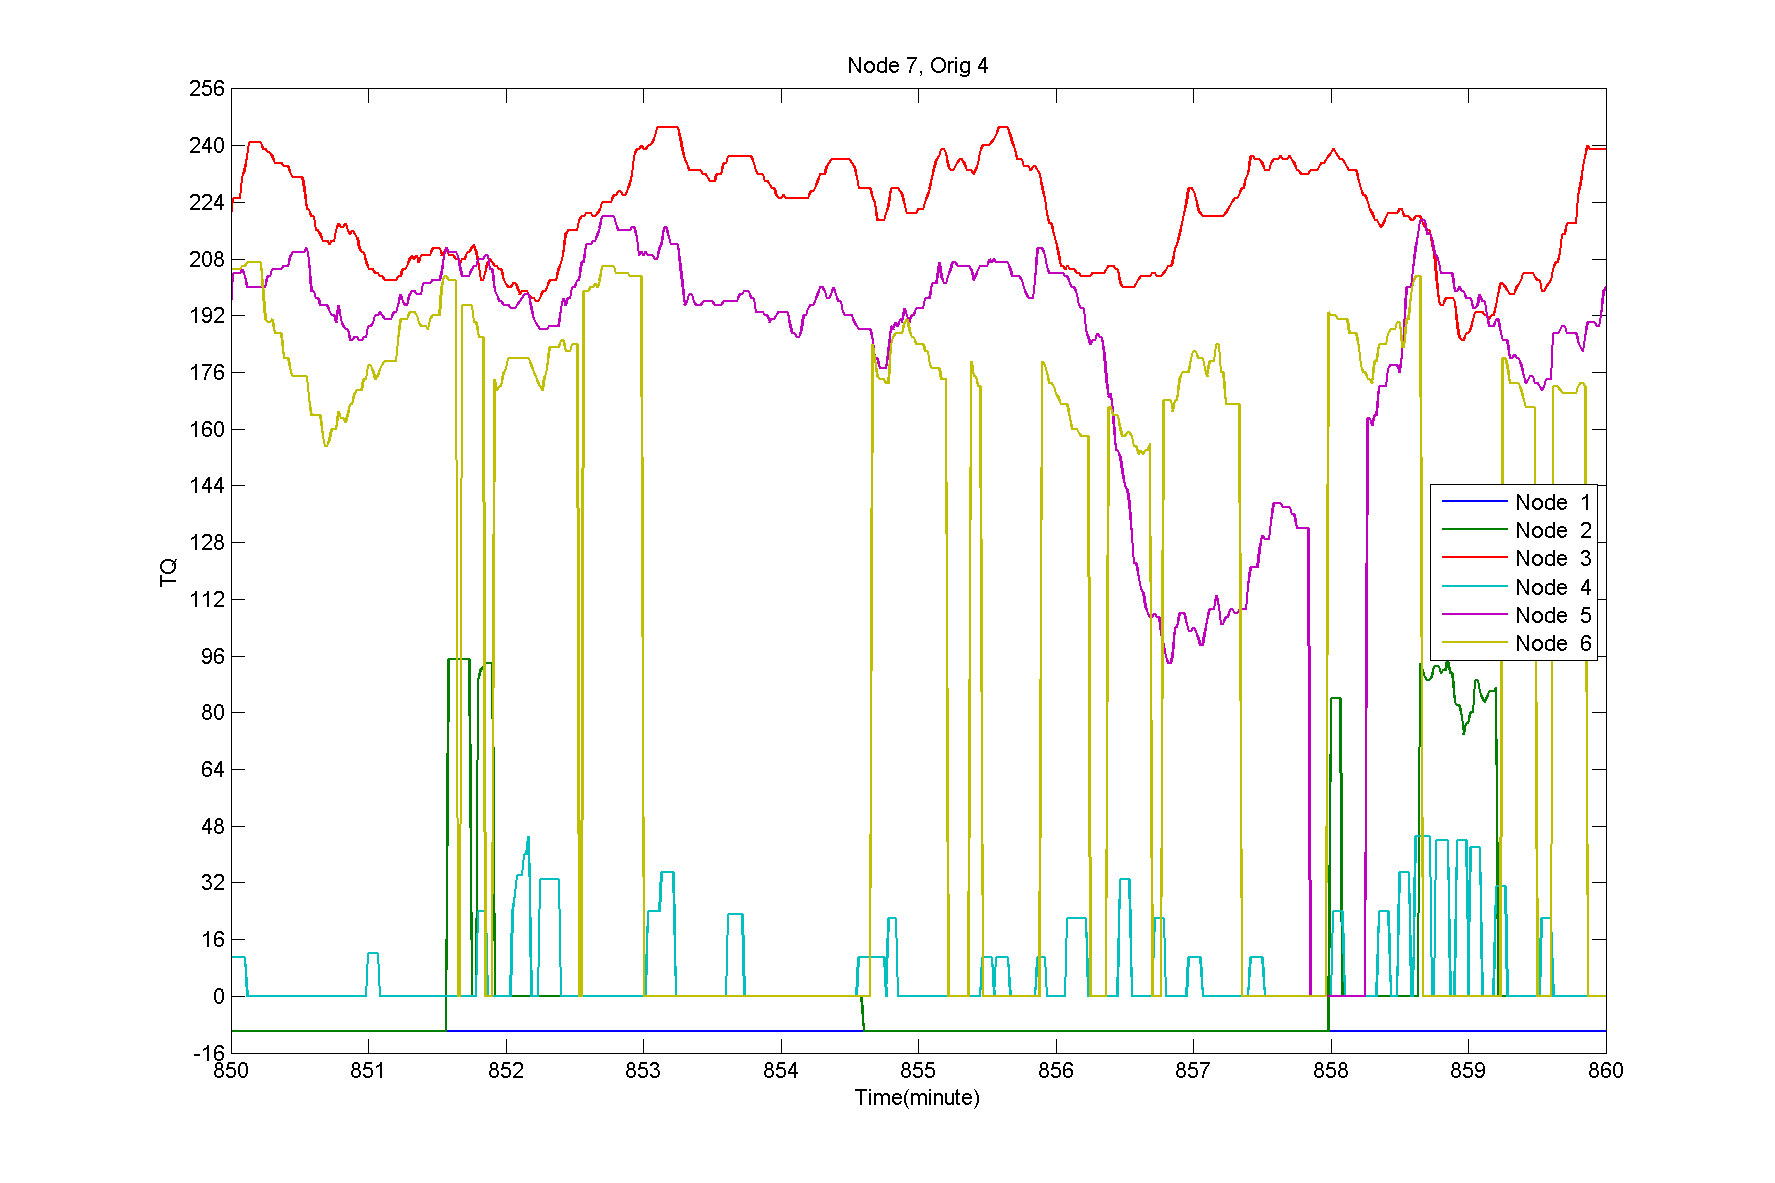 Node 7, Orig 4
256
240
224
208
192
176
160
144
128
112
96
80
64
48
32
16
0
-16
TQ
850 851 852 853 854 855 856 857 858 859 860
Time(minute)
Node 1
Node 2
Node 3
Node 4
Node 5
Node 6